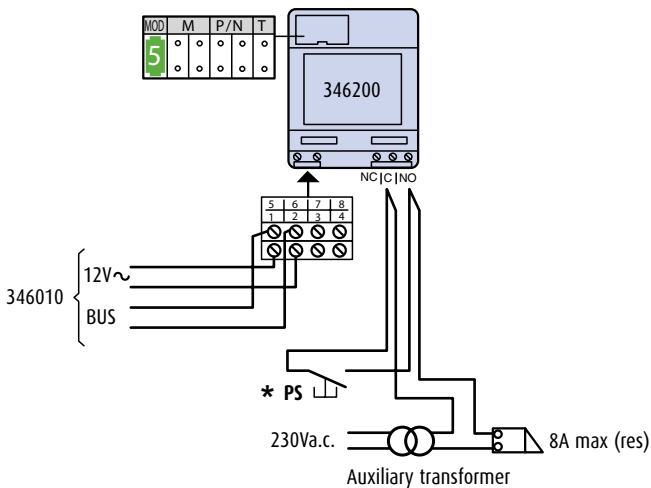 MOD M P/N T
5
346200
NC C NO
5 6 7 8
1 2 3 4
12V~
346010
BUS
* PS
230Va.c.
8A max (res)
Auxiliary transformer